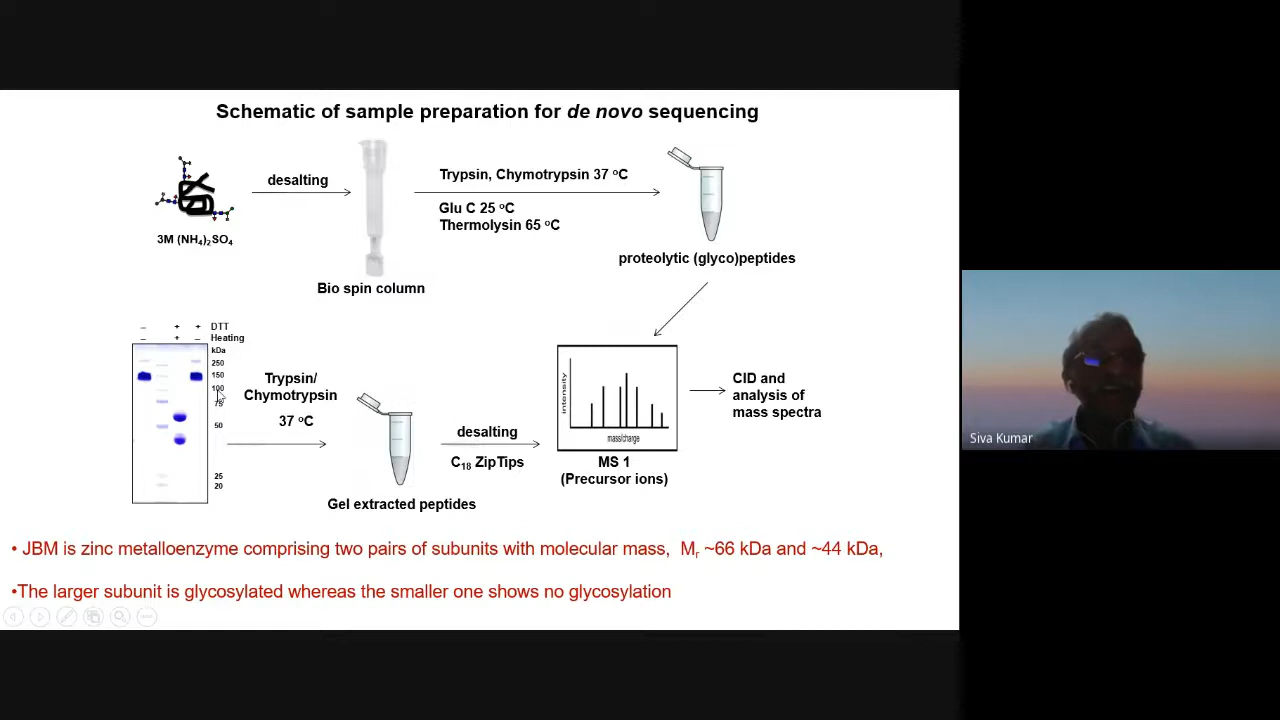 Schematic of sample preparation for de novo sequencing
desalting
Trypsin, Chymotrypsin 37 ºC
Glu C 25 ºC
Thermolysin 65 ºC
3M (NH₄)₂SO₄
Bio spin column
proteolytic (glyco)peptides
– + + DTT
– + – Heating
kDa
250
150
100
75
50
25
20
Trypsin/
Chymotrypsin
37 ºC
Gel extracted peptides
desalting
C₁₈ ZipTips
intensity
mass/charge
MS 1
(Precursor ions)
CID and
analysis of
mass spectra
• JBM is zinc metalloenzyme comprising two pairs of subunits with molecular mass, Mᵣ ~66 kDa and ~44 kDa,
•The larger subunit is glycosylated whereas the smaller one shows no glycosylation
Siva Kumar